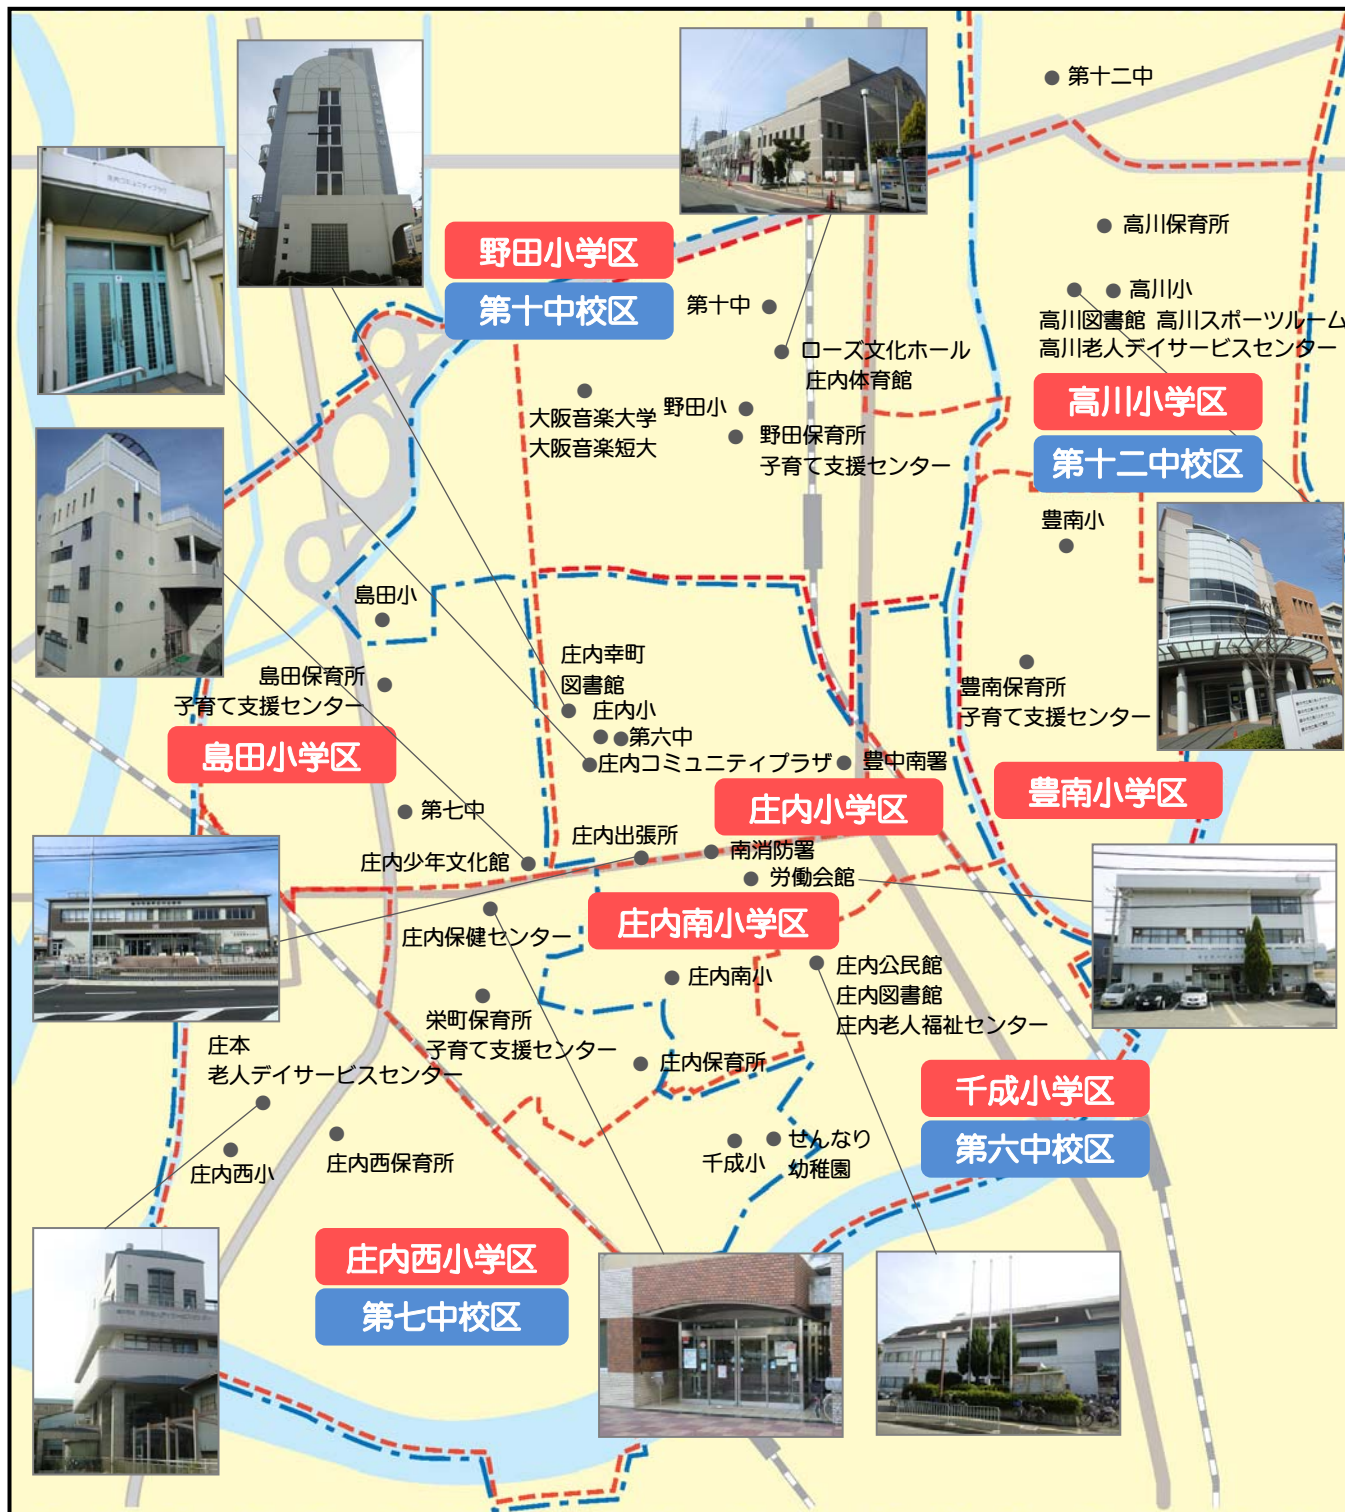 第十二中
高川保育所
高川小
高川図書館 高川スポーツルーム
高川老人デイサービスセンター
高川小学区
第十二中校区
野田小学区
第十中校区
第十中
ローズ文化ホール
庄内体育館
大阪音楽大学
大阪音楽短大
野田小
野田保育所
子育て支援センター
豊南小
島田小
島田保育所
子育て支援センター
島田小学区
庄内幸町
図書館
庄内小
第六中
庄内コミュニティプラザ
豊中南署
豊南保育所
子育て支援センター
豊南小学区
庄内小学区
第七中
庄内少年文化館
庄内出張所
南消防署
労働会館
庄内南小学区
庄内保健センター
庄内南小
庄内公民館
庄内図書館
庄内老人福祉センター
栄町保育所
子育て支援センター
庄内保育所
庄本
老人デイサービスセンター
庄内西小
庄内西保育所
千成小
せんなり
幼稚園
千成小学区
第六中校区
庄内西小学区
第七中校区